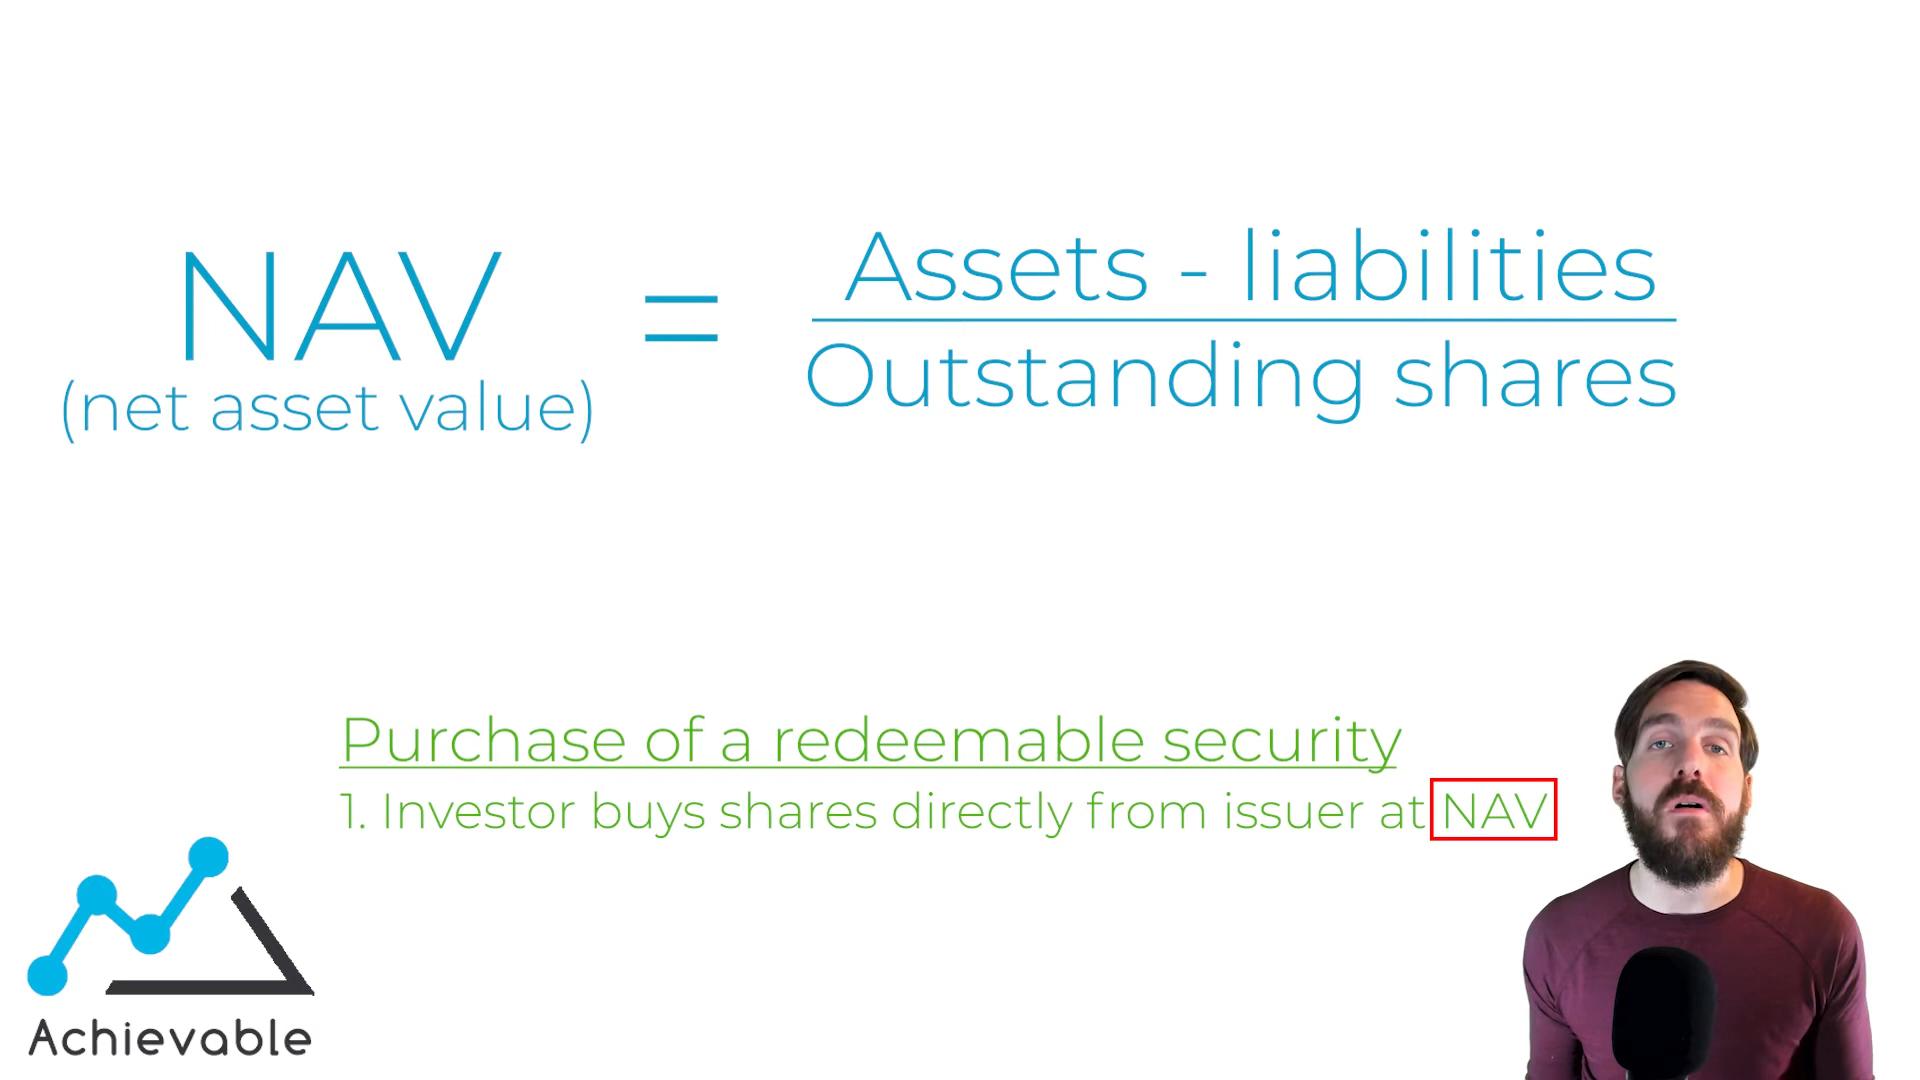 NAV
(net asset value)
=
Assets - liabilities
Outstanding shares
Purchase of a redeemable security
1. Investor buys shares directly from issuer at NAV
Achievable